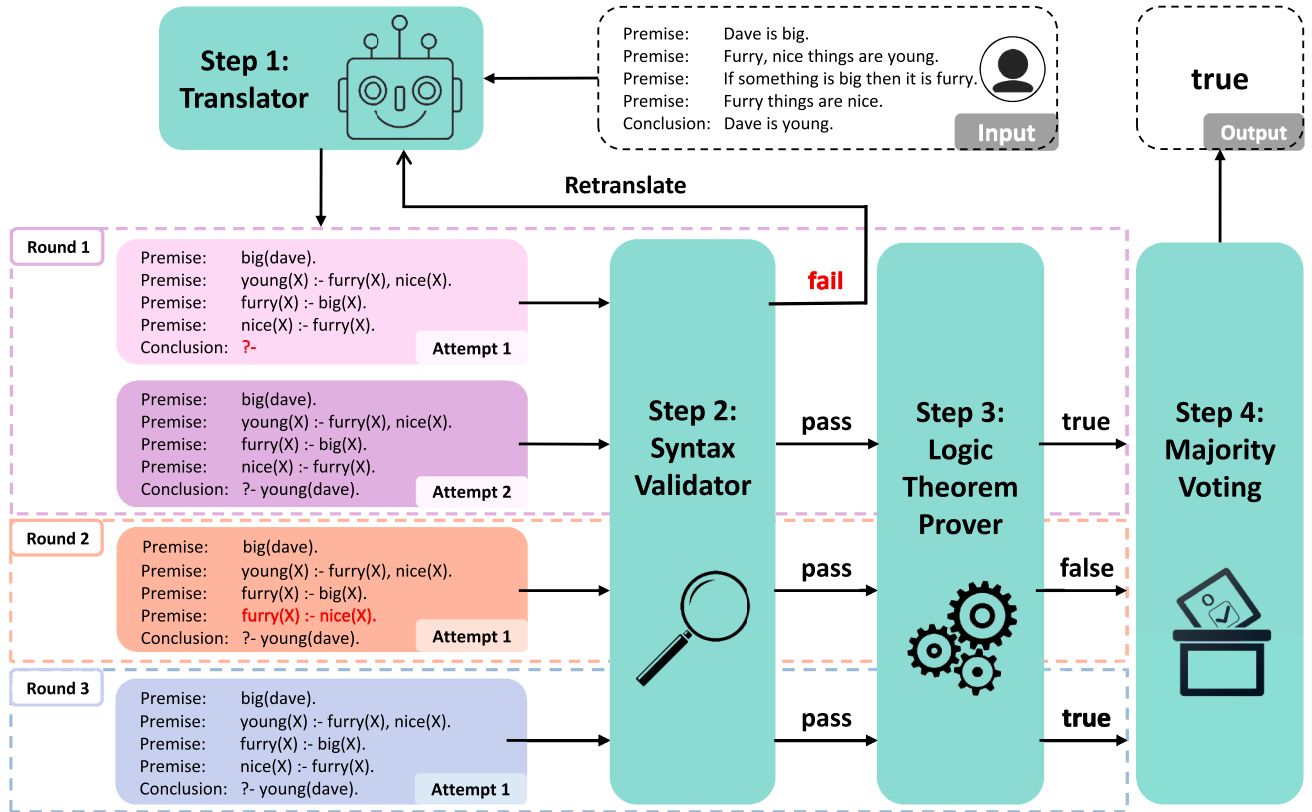 Step 1:
Translator
Premise: Dave is big.
Premise: Furry, nice things are young.
Premise: If something is big then it is furry.
Premise: Furry things are nice.
Conclusion: Dave is young.
Input
true
Output
Retranslate
Round 1
Premise: big(dave).
Premise: young(X) :- furry(X), nice(X).
Premise: furry(X) :- big(X).
Premise: nice(X) :- furry(X).
Conclusion: ?-
Attempt 1
fail
Premise: big(dave).
Premise: young(X) :- furry(X), nice(X).
Premise: furry(X) :- big(X).
Premise: nice(X) :- furry(X).
Conclusion: ?- young(dave).
Attempt 2
Step 2:
Syntax
Validator
pass
Step 3:
Logic
Theorem
Prover
true
Step 4:
Majority
Voting
Round 2
Premise: big(dave).
Premise: young(X) :- furry(X), nice(X).
Premise: furry(X) :- big(X).
Premise: furry(X) :- nice(X).
Conclusion: ?- young(dave).
Attempt 1
pass
false
Round 3
Premise: big(dave).
Premise: young(X) :- furry(X), nice(X).
Premise: furry(X) :- big(X).
Premise: nice(X) :- furry(X).
Conclusion: ?- young(dave).
Attempt 1
pass
true